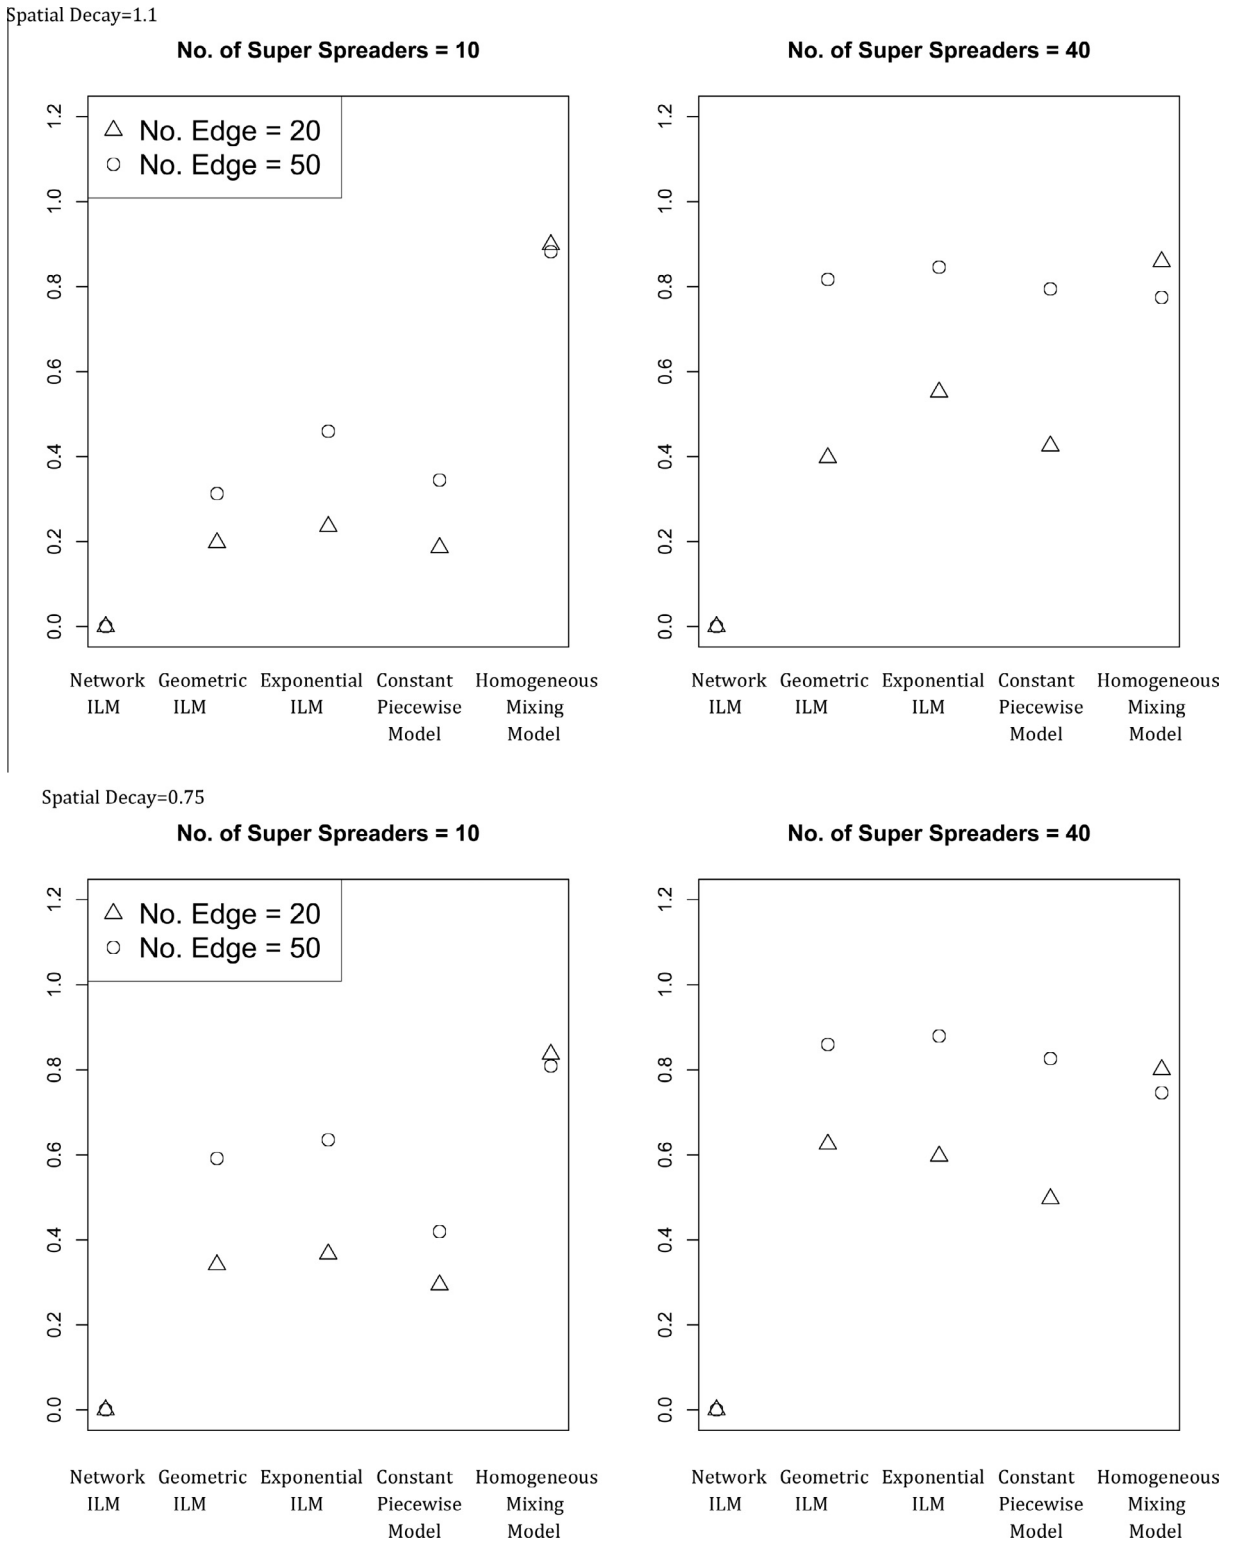 Spatial Decay=1.1
No. of Super Spreaders = 10
No. of Super Spreaders = 40
1.2
1.0
0.8
0.6
0.4
0.2
0.0
No. Edge = 20
No. Edge = 50
1.2
1.0
0.8
0.6
0.4
0.2
0.0
Network Geometric Exponential Constant Homogeneous
ILM ILM ILM Piecewise Mixing
Model Model
Network Geometric Exponential Constant Homogeneous
ILM ILM ILM Piecewise Mixing
Model Model
Spatial Decay=0.75
No. of Super Spreaders = 10
No. of Super Spreaders = 40
1.2
1.0
0.8
0.6
0.4
0.2
0.0
No. Edge = 20
No. Edge = 50
1.2
1.0
0.8
0.6
0.4
0.2
0.0
Network Geometric Exponential Constant Homogeneous
ILM ILM ILM Piecewise Mixing
Model Model
Network Geometric Exponential Constant Homogeneous
ILM ILM ILM Piecewise Mixing
Model Model